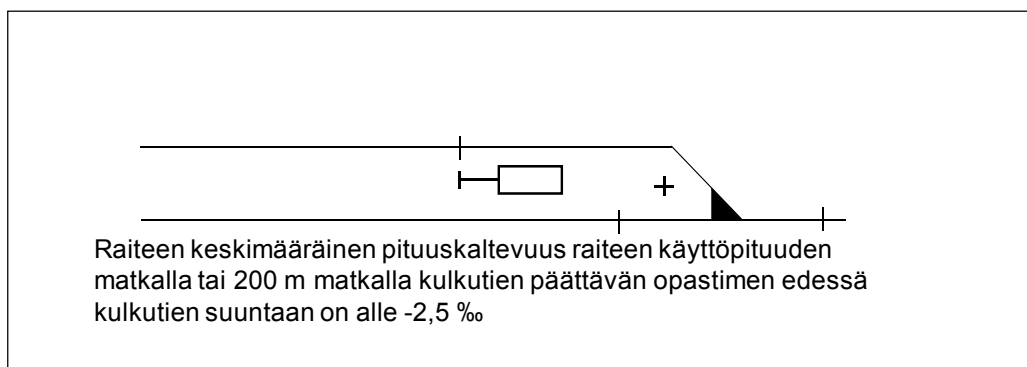 Raiteen keskimääräinen pituuskaltevuus raiteen käyttöpituuden
matkalla tai 200 m matkalla kulkutien päättävän opastimen edessä
kulkutien suuntaan on alle -2,5 ‰